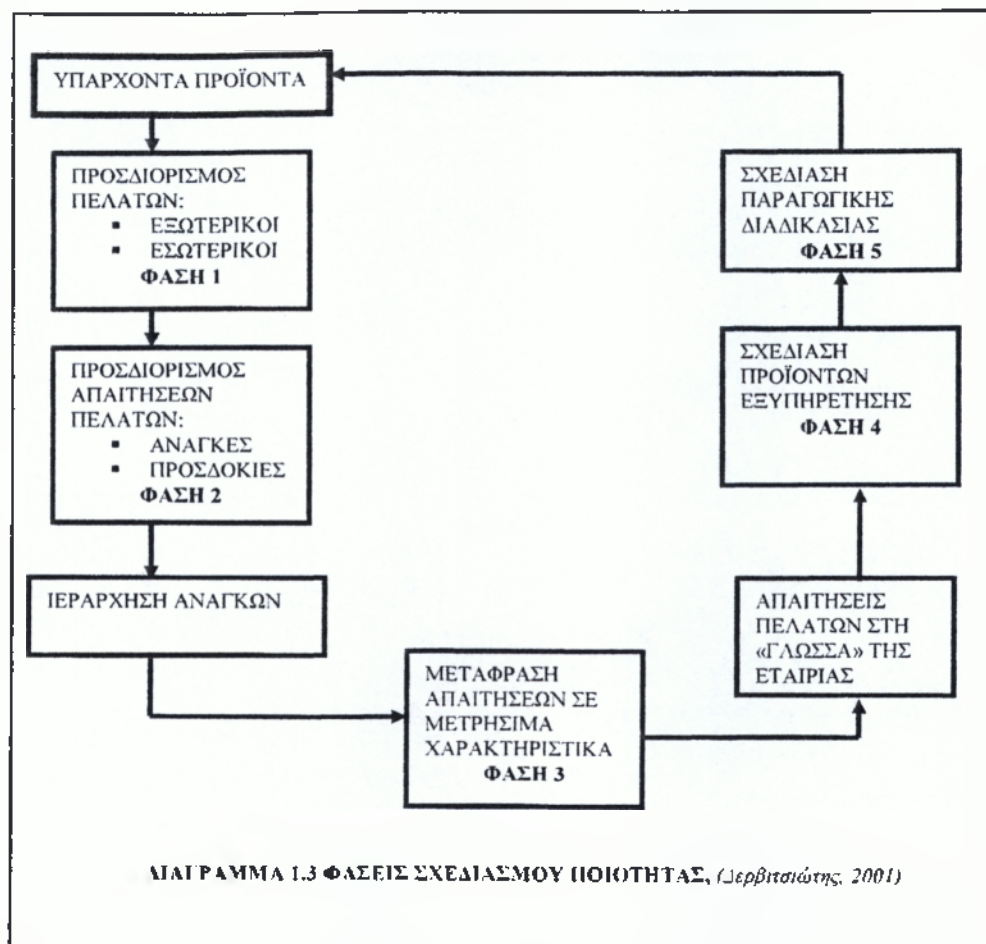 ΥΠΑΡΧΟΝΤΑ ΠΡΟΪΟΝΤΑ
ΠΡΟΣΔΙΟΡΙΣΜΟΣ
ΠΕΛΑΤΩΝ:
▪ ΕΞΩΤΕΡΙΚΟΙ
▪ ΕΣΩΤΕΡΙΚΟΙ
ΦΑΣΗ 1
ΠΡΟΣΔΙΟΡΙΣΜΟΣ
ΑΠΑΙΤΗΣΕΩΝ
ΠΕΛΑΤΩΝ:
▪ ΑΝΑΓΚΕΣ
▪ ΠΡΟΣΔΟΚΙΕΣ
ΦΑΣΗ 2
ΙΕΡΑΡΧΗΣΗ ΑΝΑΓΚΩΝ
ΜΕΤΑΦΡΑΣΗ
ΑΠΑΙΤΗΣΕΩΝ ΣΕ
ΜΕΤΡΗΣΙΜΑ
ΧΑΡΑΚΤΗΡΙΣΤΙΚΑ
ΦΑΣΗ 3
ΑΠΑΙΤΗΣΕΙΣ
ΠΕΛΑΤΩΝ ΣΤΗ
«ΓΛΩΣΣΑ» ΤΗΣ
ΕΤΑΙΡΙΑΣ
ΣΧΕΔΙΑΣΗ
ΠΡΟΪΟΝΤΩΝ
ΕΞΥΠΗΡΕΤΗΣΗΣ
ΦΑΣΗ 4
ΣΧΕΔΙΑΣΗ
ΠΑΡΑΓΩΓΙΚΗΣ
ΔΙΑΔΙΚΑΣΙΑΣ
ΦΑΣΗ 5
ΔΙΑΓΡΑΜΜΑ 1.3 ΦΑΣΕΙΣ ΣΧΕΔΙΑΣΜΟΥ ΠΟΙΟΤΗΤΑΣ, (Δερβιτσιώτης, 2001)